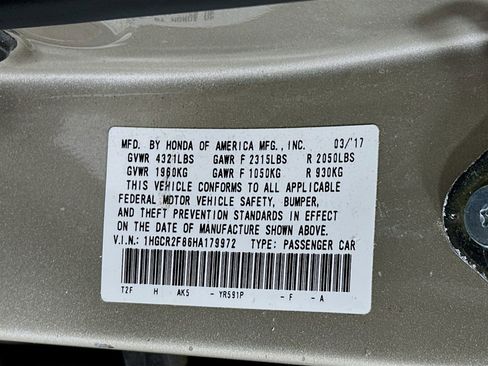 MFD. BY HONDA OF AMERICA MFG., INC. 03/'17
GVWR 4321LBS GAWR F 2315LBS R 2050LBS
GVWR 1960KG GAWR F 1050KG R 930KG
THIS VEHICLE CONFORMS TO ALL APPLICABLE
FEDERAL MOTOR VEHICLE SAFETY, BUMPER,
AND THEFT PREVENTION STANDARDS IN EFFECT
ON THE DATE OF MANUFACTURE SHOWN ABOVE.
V.I.N.: 1HGCR2F86HA179972 TYPE: PASSENGER CAR
T2F H AK5 - YR591P - F - A